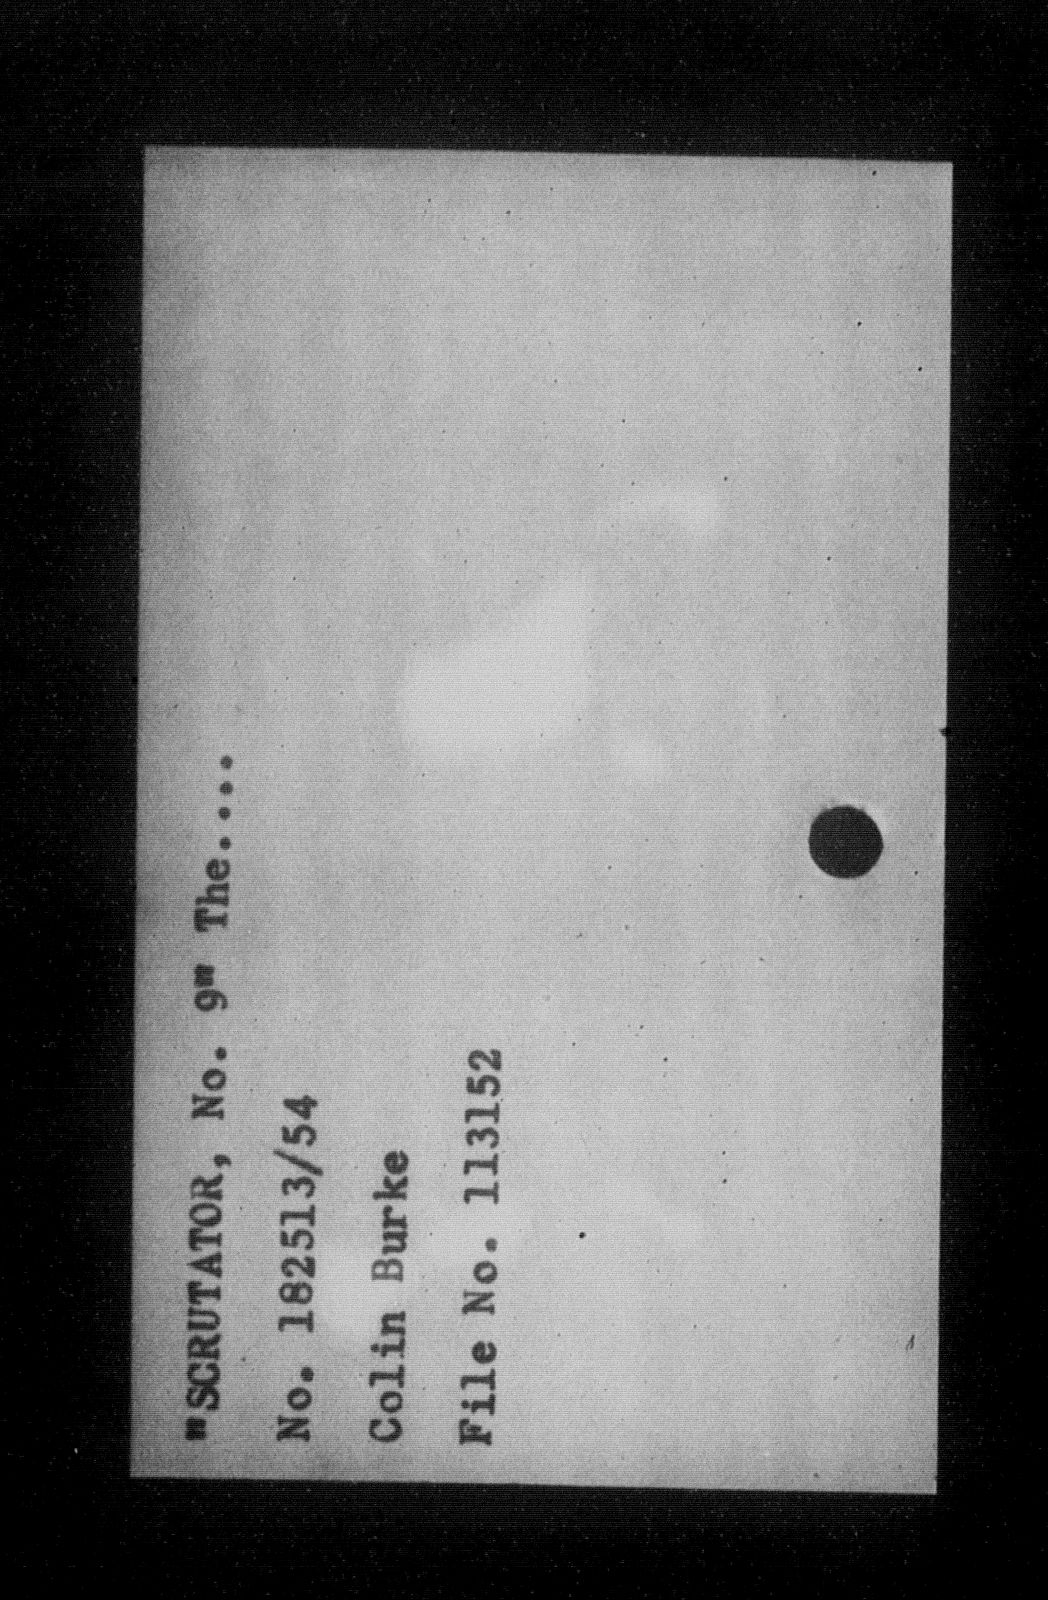 "SCRUTATOR, No. 9" The....
No. 182513/54
Colin Burke
File No. 113152